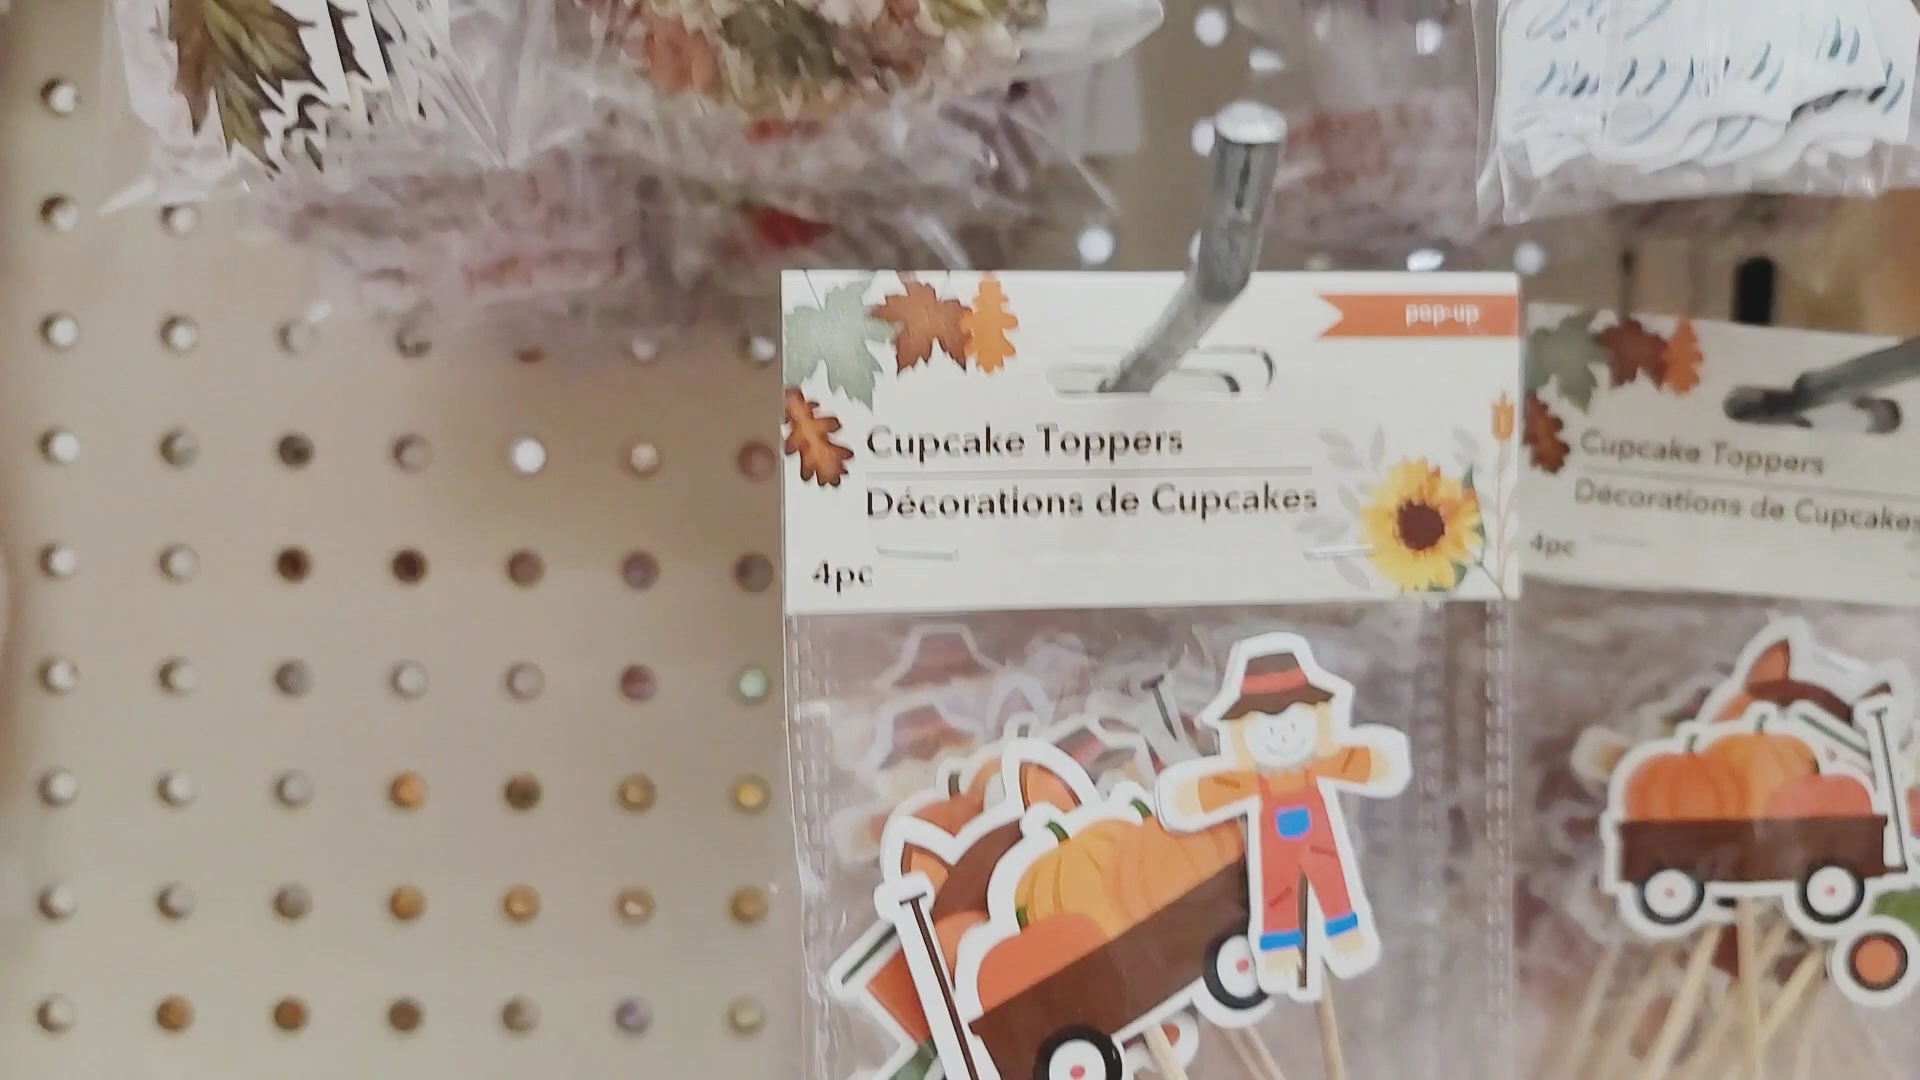 pop-up
Cupcake Toppers
Décorations de Cupcakes
4pc
Cupcake Toppers
Décorations de Cupcakes
4pc